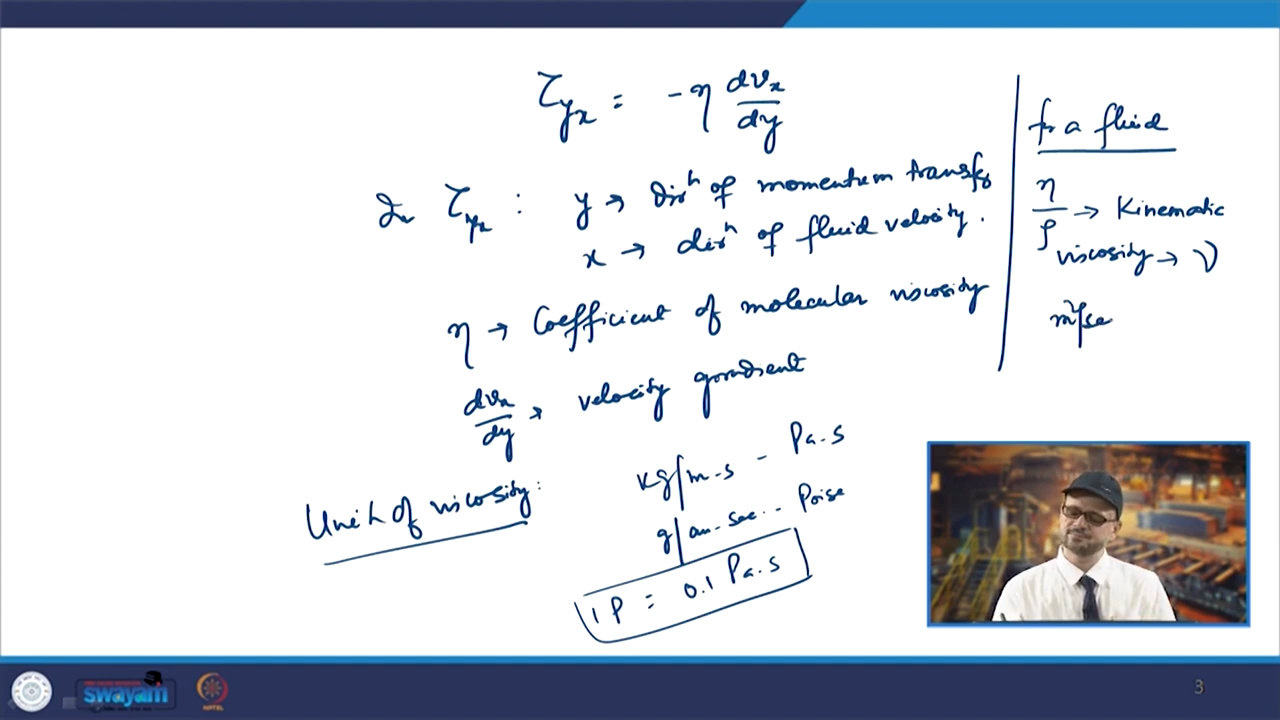 τyx = -η dvx/dy
In τyx : y → dirⁿ of momentum transfer
x → dirⁿ of fluid velocity.
η → Coefficient of molecular viscosity
dvx/dy → velocity gradient
Unit of viscosity:
kg/m-s - Pa.s
g/cm-sec - Poise
1 P = 0.1 Pa.s
for a fluid
η/ρ → Kinematic
viscosity → ν
m²/sec
swayam
NPTEL
3